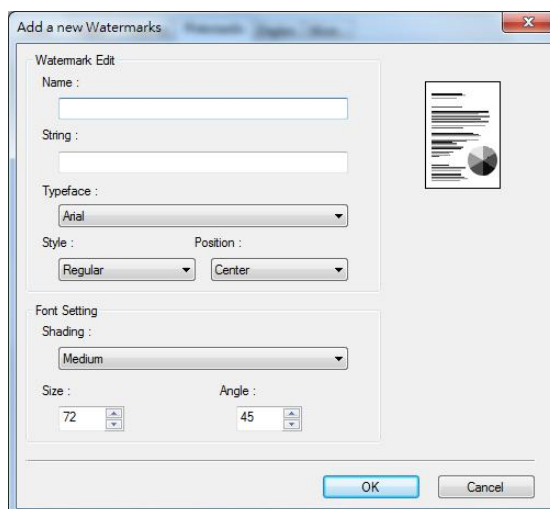 Add a new Watermarks
Watermark Edit
Name :
String :
Typeface :
Arial
Style : Position :
Regular Center
Font Setting
Shading :
Medium
Size : Angle :
72 45
OK Cancel